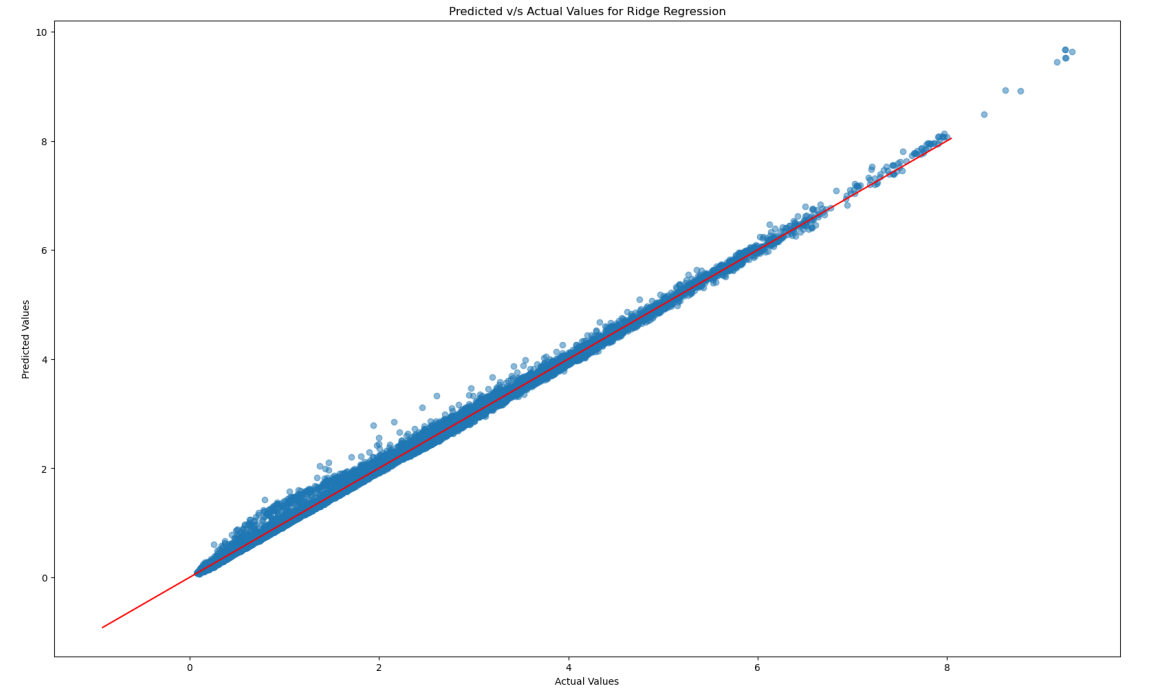 Predicted v/s Actual Values for Ridge Regression
10
8
6
4
2
0
Predicted Values
0 2 4 6 8
Actual Values